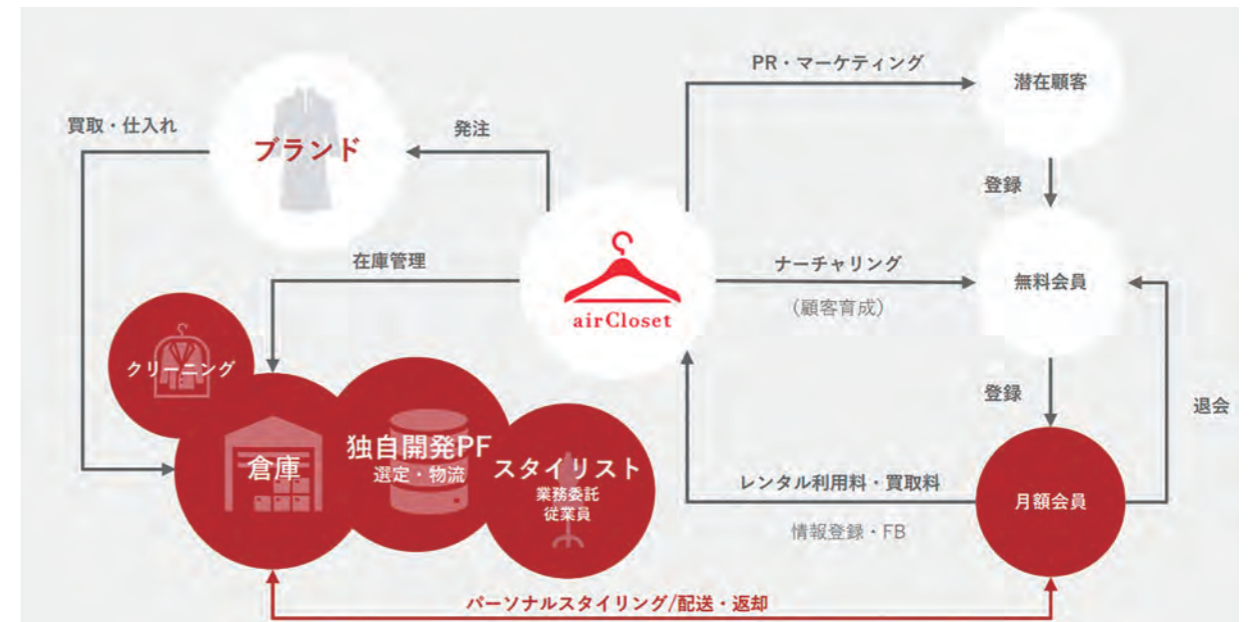 PR・マーケティング
潜在顧客
買取・仕入れ
ブランド
発注
登録
在庫管理
airCloset
ナーチャリング
（顧客育成）
無料会員
クリーニング
登録
退会
倉庫
独自開発PF
選定・物流
スタイリスト
業務委託
従業員
レンタル利用料・買取料
情報登録・FB
月額会員
パーソナルスタイリング/配送・返却